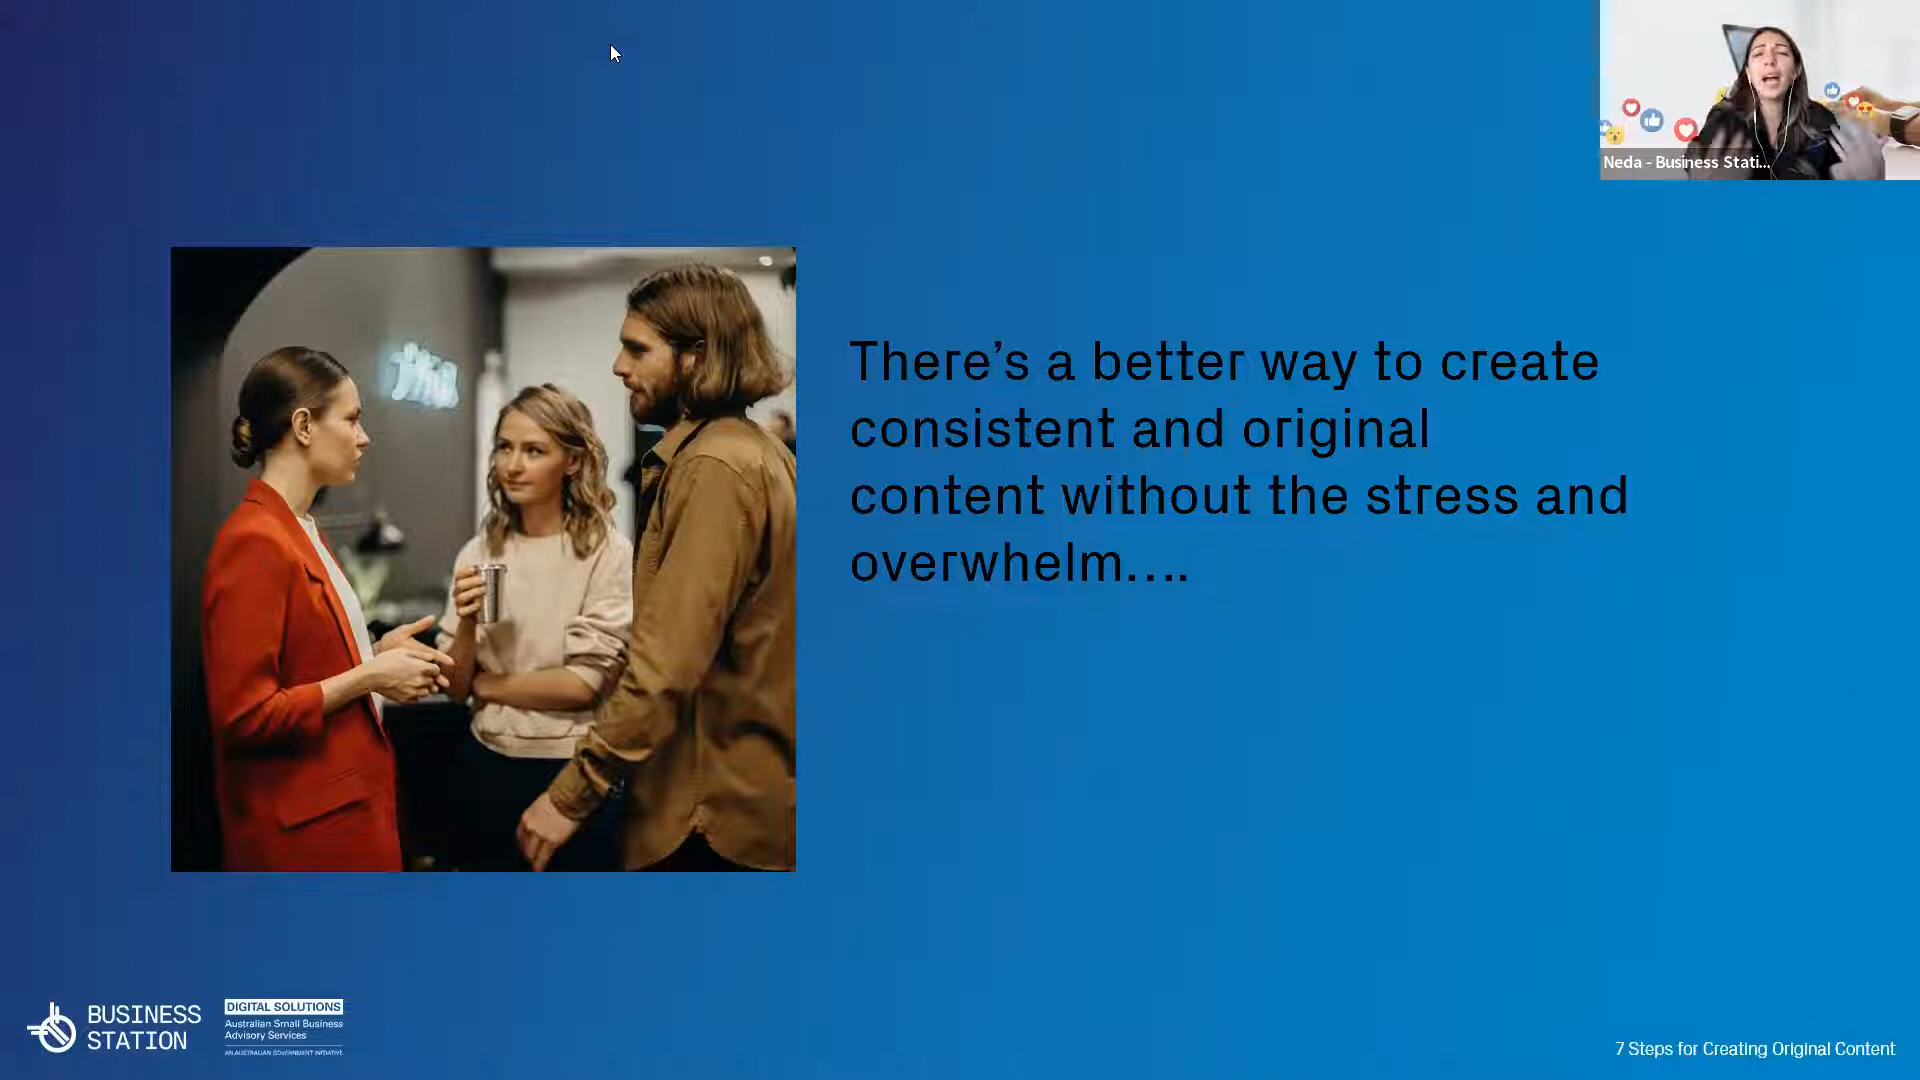 Neda - Business Stati...
There's a better way to create
consistent and original
content without the stress and
overwhelm....
BUSINESS
STATION
DIGITAL SOLUTIONS
Australian Small Business
Advisory Services
AN AUSTRALIAN GOVERNMENT INITIATIVE
7 Steps for Creating Original Content